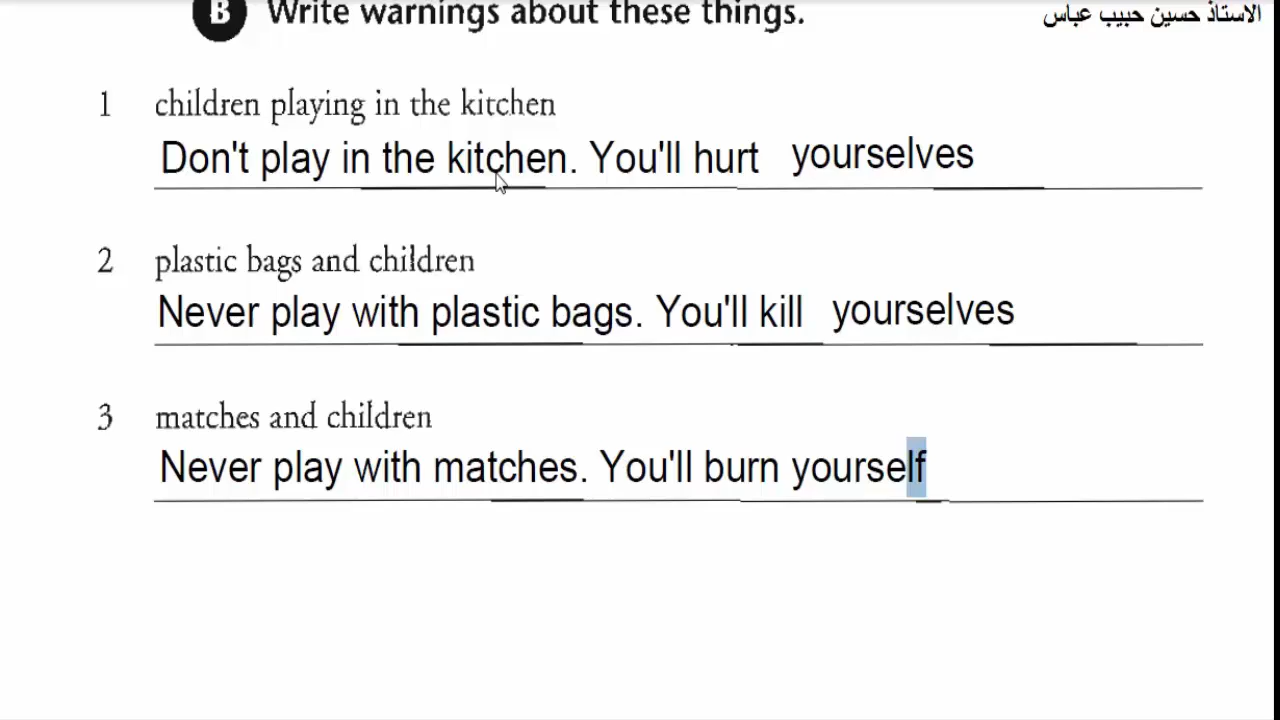 B Write warnings about these things.
الاستاذ حسين حبيب عباس
1 children playing in the kitchen
Don't play in the kitchen. You'll hurt yourselves
2 plastic bags and children
Never play with plastic bags. You'll kill yourselves
3 matches and children
Never play with matches. You'll burn yourself